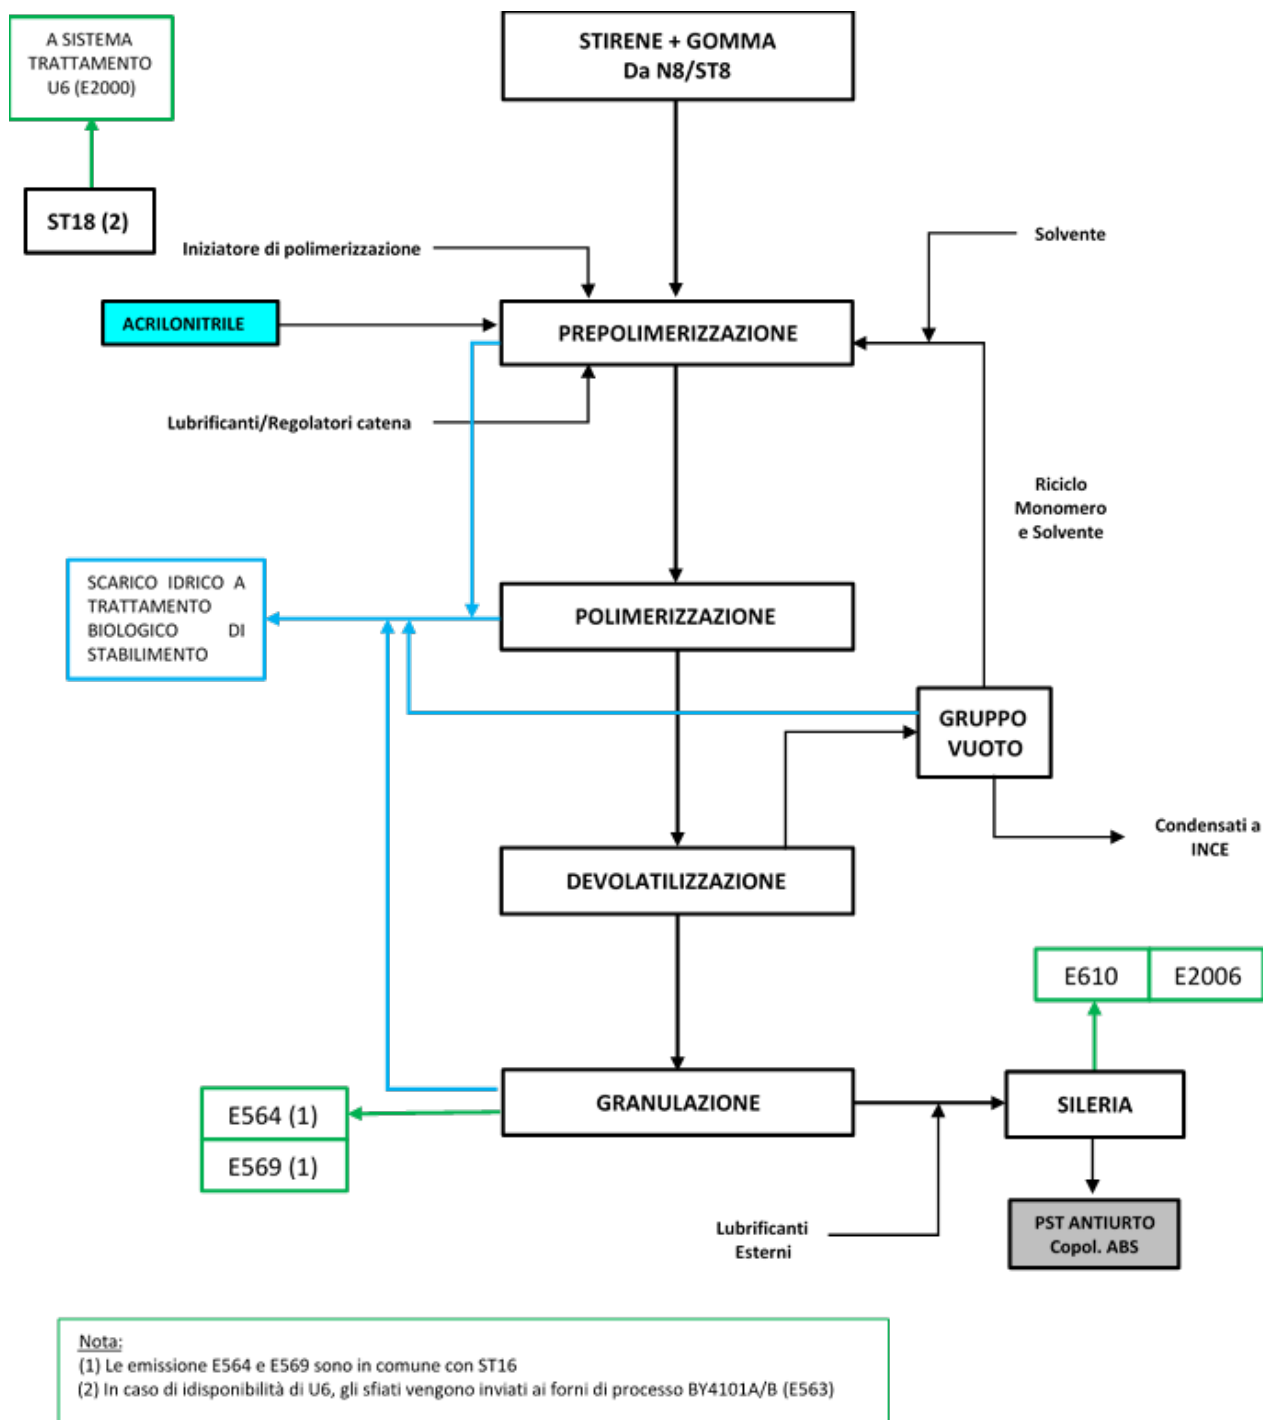 A SISTEMA
TRATTAMENTO
U6 (E2000)
STIRENE + GOMMA
Da N8/ST8
ST18 (2)
Iniziatore di polimerizzazione
Solvente
ACRILONITRILE
PREPOLIMERIZZAZIONE
Lubrificanti/Regolatori catena
Riciclo
Monomero
e Solvente
SCARICO IDRICO A
TRATTAMENTO
BIOLOGICO DI
STABILIMENTO
POLIMERIZZAZIONE
GRUPPO
VUOTO
Condensati a
INCE
DEVOLATILIZZAZIONE
E610
E2006
E564 (1)
E569 (1)
GRANULAZIONE
SILERIA
Lubrificanti
Esterni
PST ANTIURTO
Copol. ABS
Nota:
(1) Le emissione E564 e E569 sono in comune con ST16
(2) In caso di idisponibilità di U6, gli sfiati vengono inviati ai forni di processo BY4101A/B (E563)